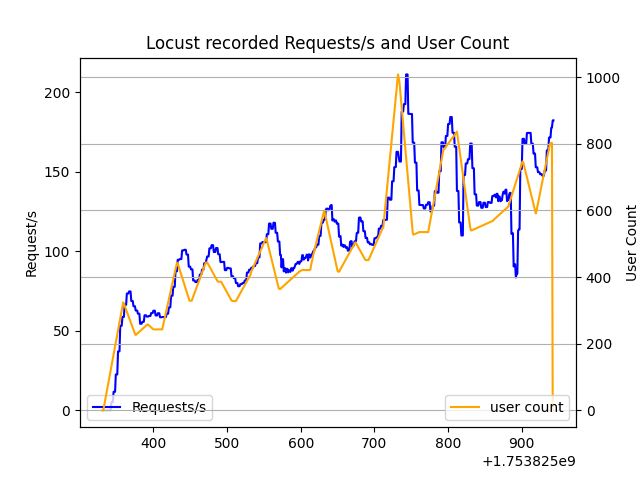 Locust recorded Requests/s and User Count
Request/s
200
150
100
50
0
1000
800
600
400
200
0
User Count
Requests/s
user count
400 500 600 700 800 900
+1.753825e9